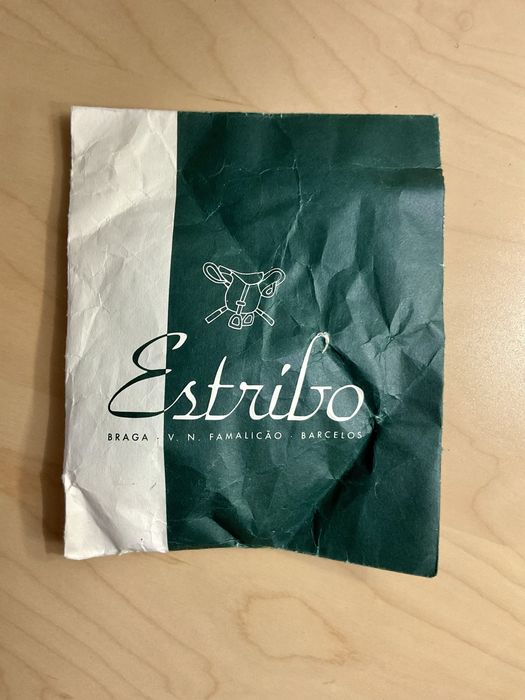 Estribo
BRAGA · V. N. FAMALICÃO · BARCELOS